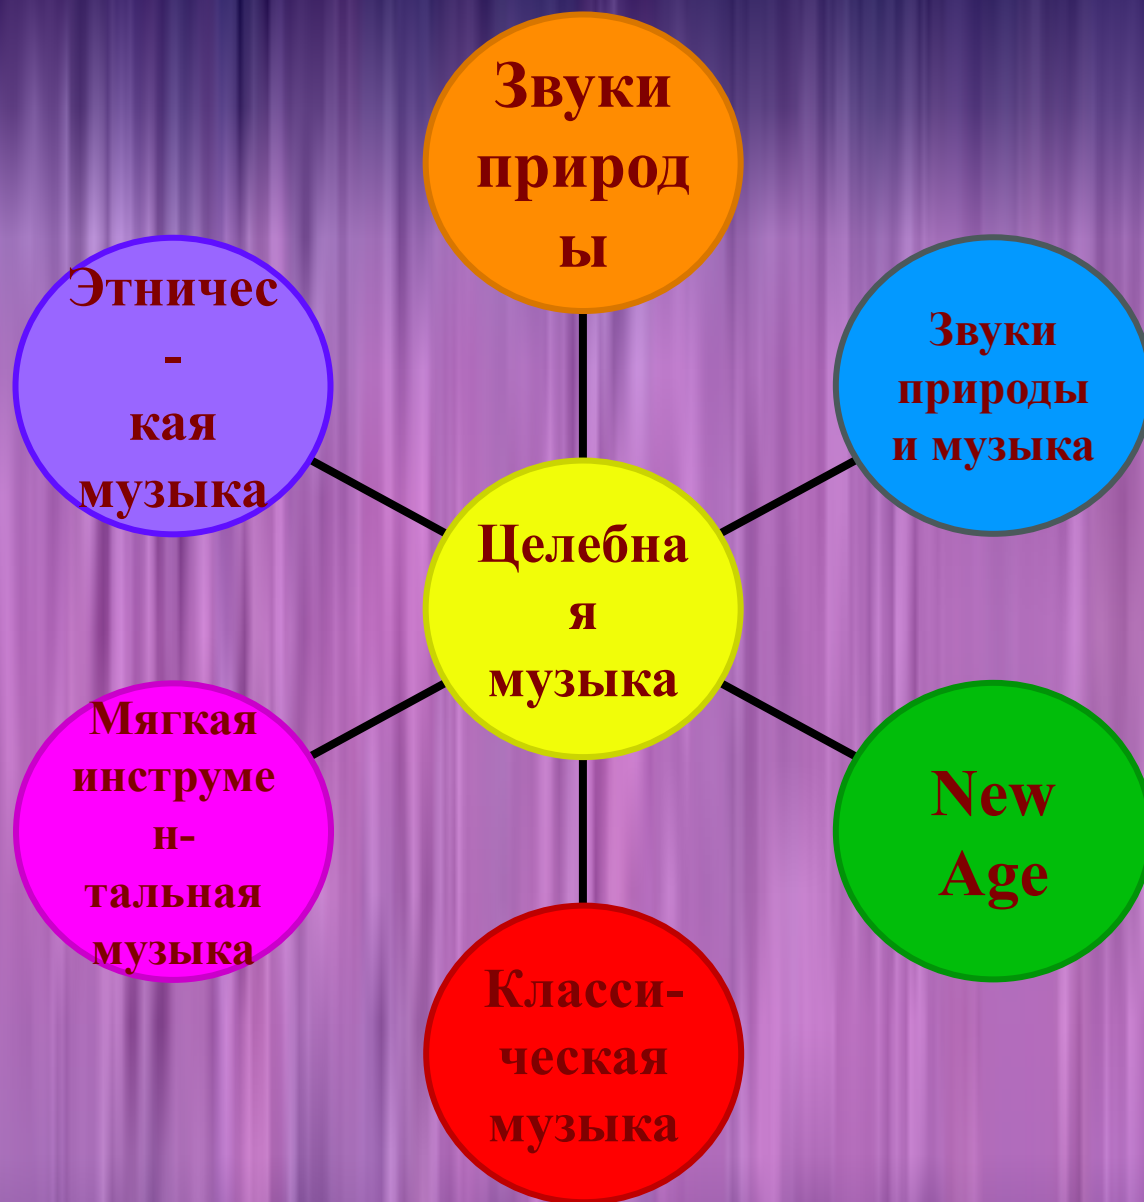 Звуки
природ
ы
Этничес
-
кая
музыка
Звуки
природы
и музыка
Целебна
я
музыка
Мягкая
инструме
н-
тальная
музыка
New
Age
Класси-
ческая
музыка